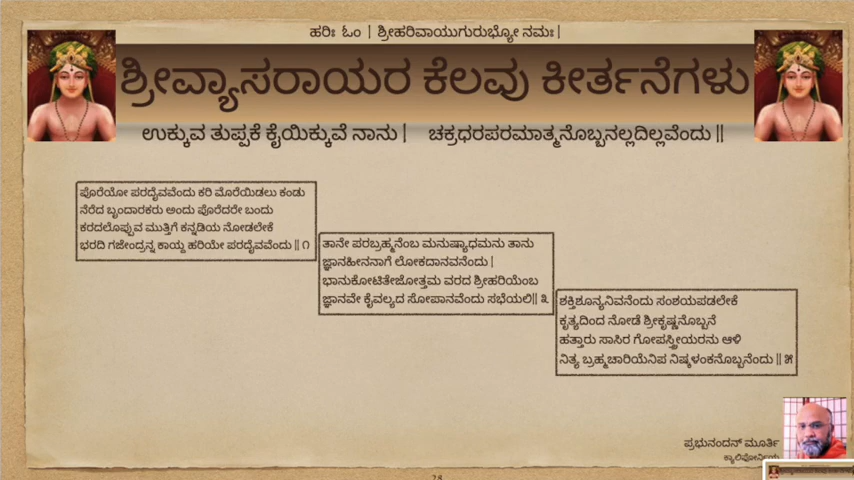 ಹರಿಃ ಓಂ | ಶ್ರೀಹರಿವಾಯುಗುರುಭ್ಯೋ ನಮಃ |
ಶ್ರೀವ್ಯಾಸರಾಯರ ಕೆಲವು ಕೀರ್ತನೆಗಳು
ಉಕ್ಕುವ ತುಪ್ಪಕೆ ಕೈಯಿಕ್ಕುವೆ ನಾನು | ಚಕ್ರಧರಪರಮಾತ್ಮನೊಬ್ಬನಲ್ಲದಿಲ್ಲವೆಂದು ||
ಪೊರೆಯೋ ಪರದೈವವೆಂದು ಕರಿ ಮೊರೆಯಿಡಲು ಕಂಡು
ನೆರೆದ ಬೃಂದಾರಕರು ಅಂದು ಪೊರೆದರೇ ಬಂದು
ಕರದಲೊಪ್ಪುವ ಮುತ್ತಿಗೆ ಕನ್ನಡಿಯ ನೋಡಲೇಕೆ
ಭರದಿ ಗಜೇಂದ್ರನ್ನ ಕಾಯ್ದ ಹರಿಯೇ ಪರದೈವವೆಂದು || ೧
ತಾನೇ ಪರಬ್ರಹ್ಮನೆಂಬ ಮನುಷ್ಯಾಧಮನು ತಾನು
ಜ್ಞಾನಹೀನನಾಗೆ ಲೋಕದಾನವನೆಂದು |
ಭಾನುಕೋಟಿತೇಜೋತ್ತಮ ವರದ ಶ್ರೀಹರಿಯೆಂಬ
ಜ್ಞಾನವೇ ಕೈವಲ್ಯದ ಸೋಪಾನವೆಂದು ಸಭೆಯಲಿ|| ೩
ಶಕ್ತಿಶೂನ್ಯನಿವನೆಂದು ಸಂಶಯಪಡಲೇಕೆ
ಕೃತ್ಯದಿಂದ ನೋಡೆ ಶ್ರೀಕೃಷ್ಣನೊಬ್ಬನೆ
ಹತ್ತಾರು ಸಾಸಿರ ಗೋಪಸ್ತ್ರೀಯರನು ಆಳಿ
ನಿತ್ಯ ಬ್ರಹ್ಮಚಾರಿಯೆನಿಪ ನಿಷ್ಕಳಂಕನೊಬ್ಬನೆಂದು || ೫
ಪ್ರಭುನಂದನ್ ಮೂರ್ತಿ
ಕ್ಯಾಲಿಫೋರ್ನಿಯ
28